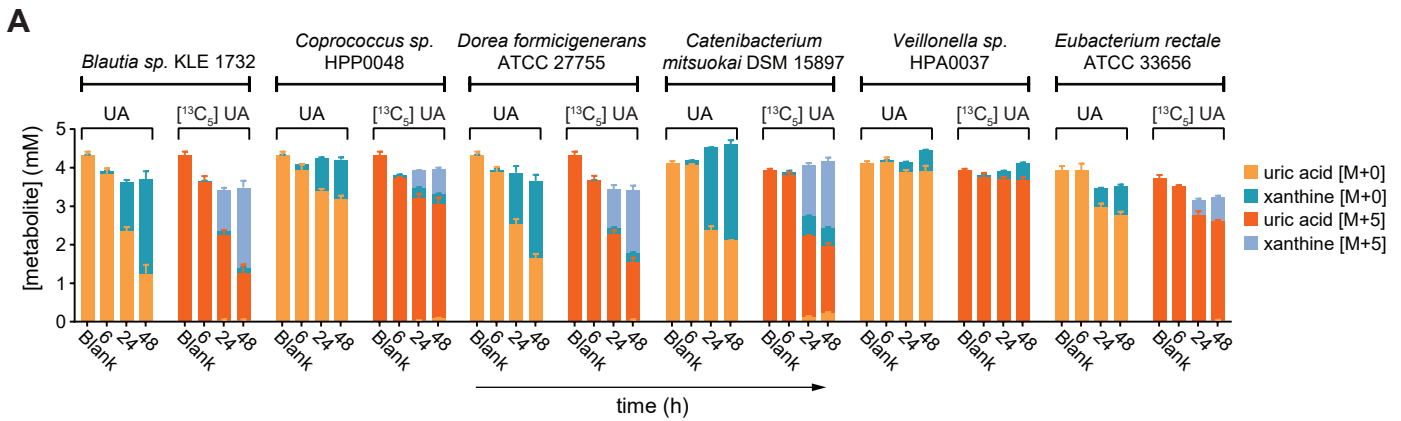 A
Blautia sp. KLE 1732
Coprococcus sp.
HPP0048
Dorea formicigenerans
ATCC 27755
Catenibacterium
mitsuokai DSM 15897
Veillonella sp.
HPA0037
Eubacterium rectale
ATCC 33656
UA [¹³C₅] UA UA [¹³C₅] UA UA [¹³C₅] UA UA [¹³C₅] UA UA [¹³C₅] UA UA [¹³C₅] UA
[metabolite] (mM)
5
4
3
2
1
0
uric acid [M+0]
xanthine [M+0]
uric acid [M+5]
xanthine [M+5]
Blank 6 24 48 Blank 6 24 48 Blank 6 24 48 Blank 6 24 48 Blank 6 24 48 Blank 6 24 48 Blank 6 24 48 Blank 6 24 48 Blank 6 24 48 Blank 6 24 48 Blank 6 24 48 Blank 6 24 48
time (h)